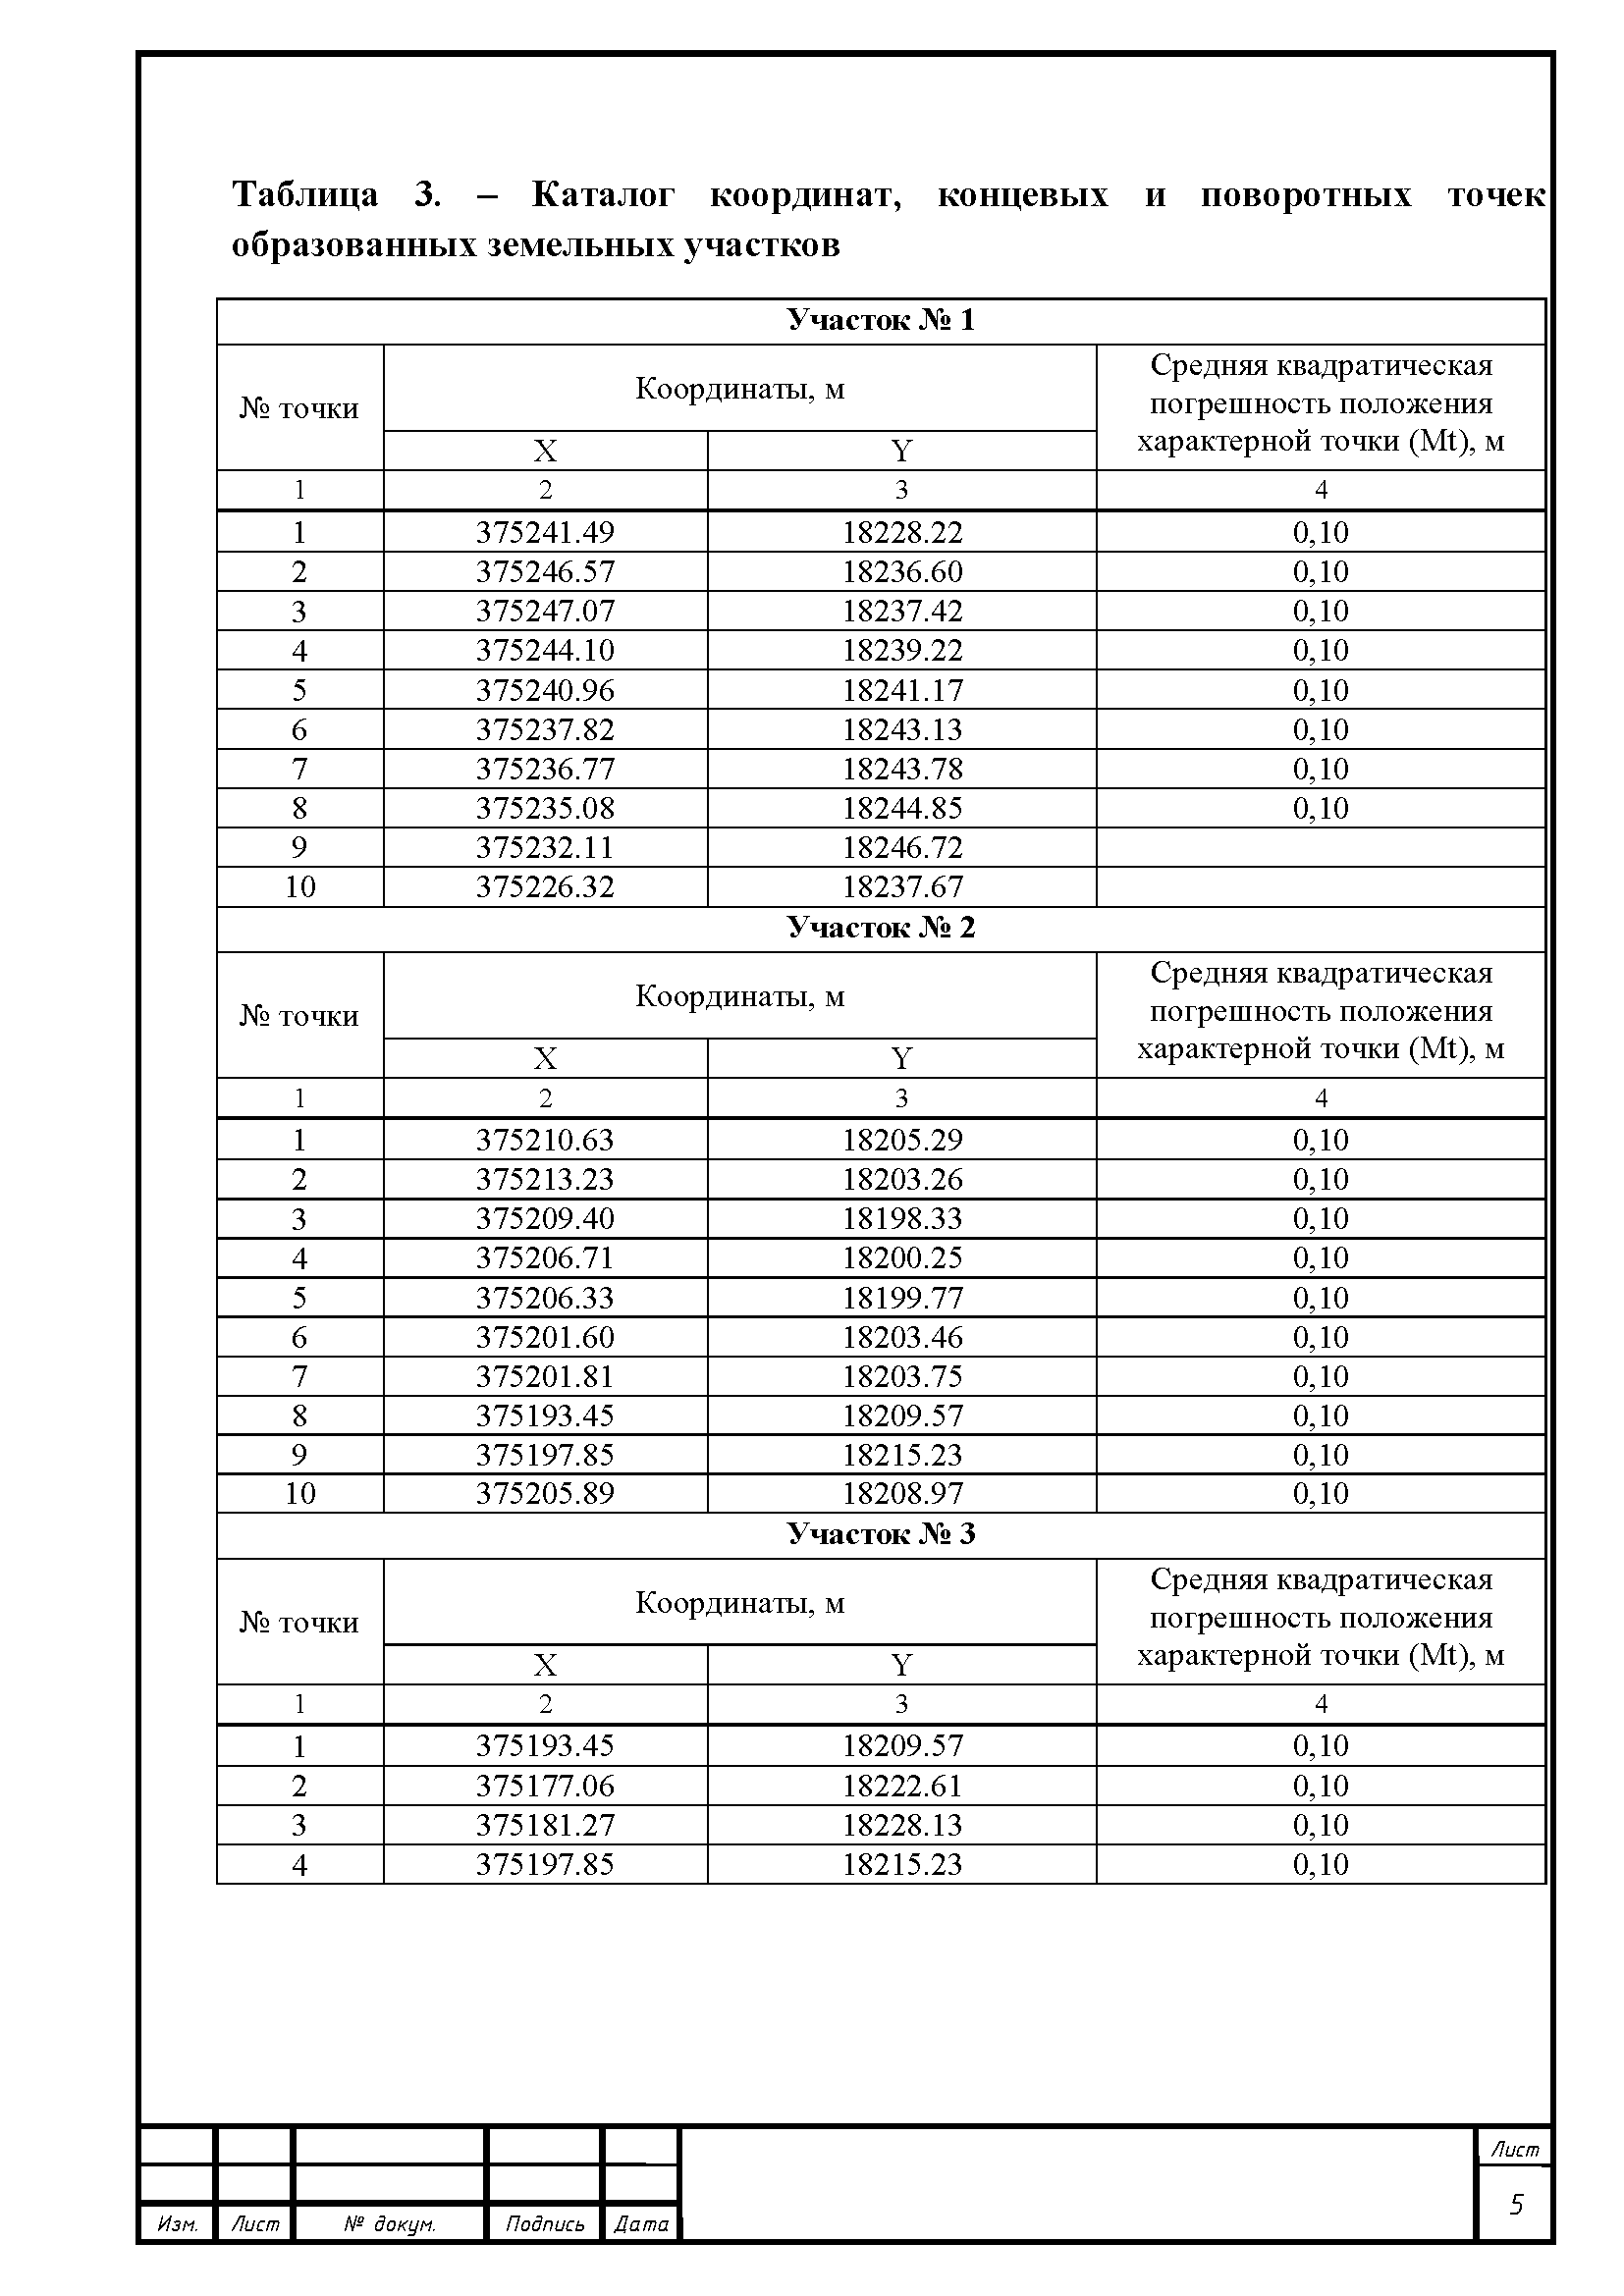 Таблица 3. – Каталог координат, концевых и поворотных точек
образованных земельных участков
Участок № 1
№ точки Координаты, м Средняя квадратическая
погрешность положения
характерной точки (Mt), м
X Y
1 2 3 4
1 375241.49 18228.22 0,10
2 375246.57 18236.60 0,10
3 375247.07 18237.42 0,10
4 375244.10 18239.22 0,10
5 375240.96 18241.17 0,10
6 375237.82 18243.13 0,10
7 375236.77 18243.78 0,10
8 375235.08 18244.85 0,10
9 375232.11 18246.72
10 375226.32 18237.67
Участок № 2
№ точки Координаты, м Средняя квадратическая
погрешность положения
характерной точки (Mt), м
X Y
1 2 3 4
1 375210.63 18205.29 0,10
2 375213.23 18203.26 0,10
3 375209.40 18198.33 0,10
4 375206.71 18200.25 0,10
5 375206.33 18199.77 0,10
6 375201.60 18203.46 0,10
7 375201.81 18203.75 0,10
8 375193.45 18209.57 0,10
9 375197.85 18215.23 0,10
10 375205.89 18208.97 0,10
Участок № 3
№ точки Координаты, м Средняя квадратическая
погрешность положения
характерной точки (Mt), м
X Y
1 2 3 4
1 375193.45 18209.57 0,10
2 375177.06 18222.61 0,10
3 375181.27 18228.13 0,10
4 375197.85 18215.23 0,10
Лист
5
Изм. Лист № докум. Подпись Дата